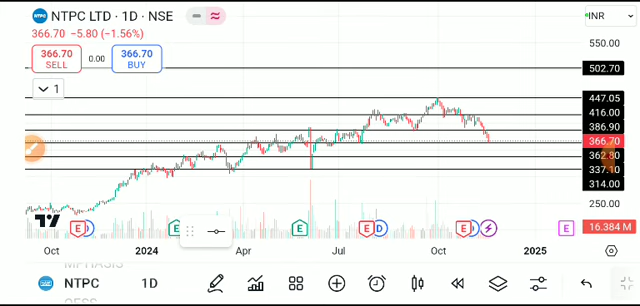 NTPC LTD · 1D · NSE
INR
366.70 −5.80 (−1.56%)
366.70
SELL
0.00
366.70
BUY
1
550.00
502.70
447.05
416.00
386.90
366.70
362.80
337.10
314.00
250.00
16.384 M
E
D
E
E
E
D
E
E
Oct
2024
Apr
Jul
Oct
2025
MPHASIS
NTPC
1D